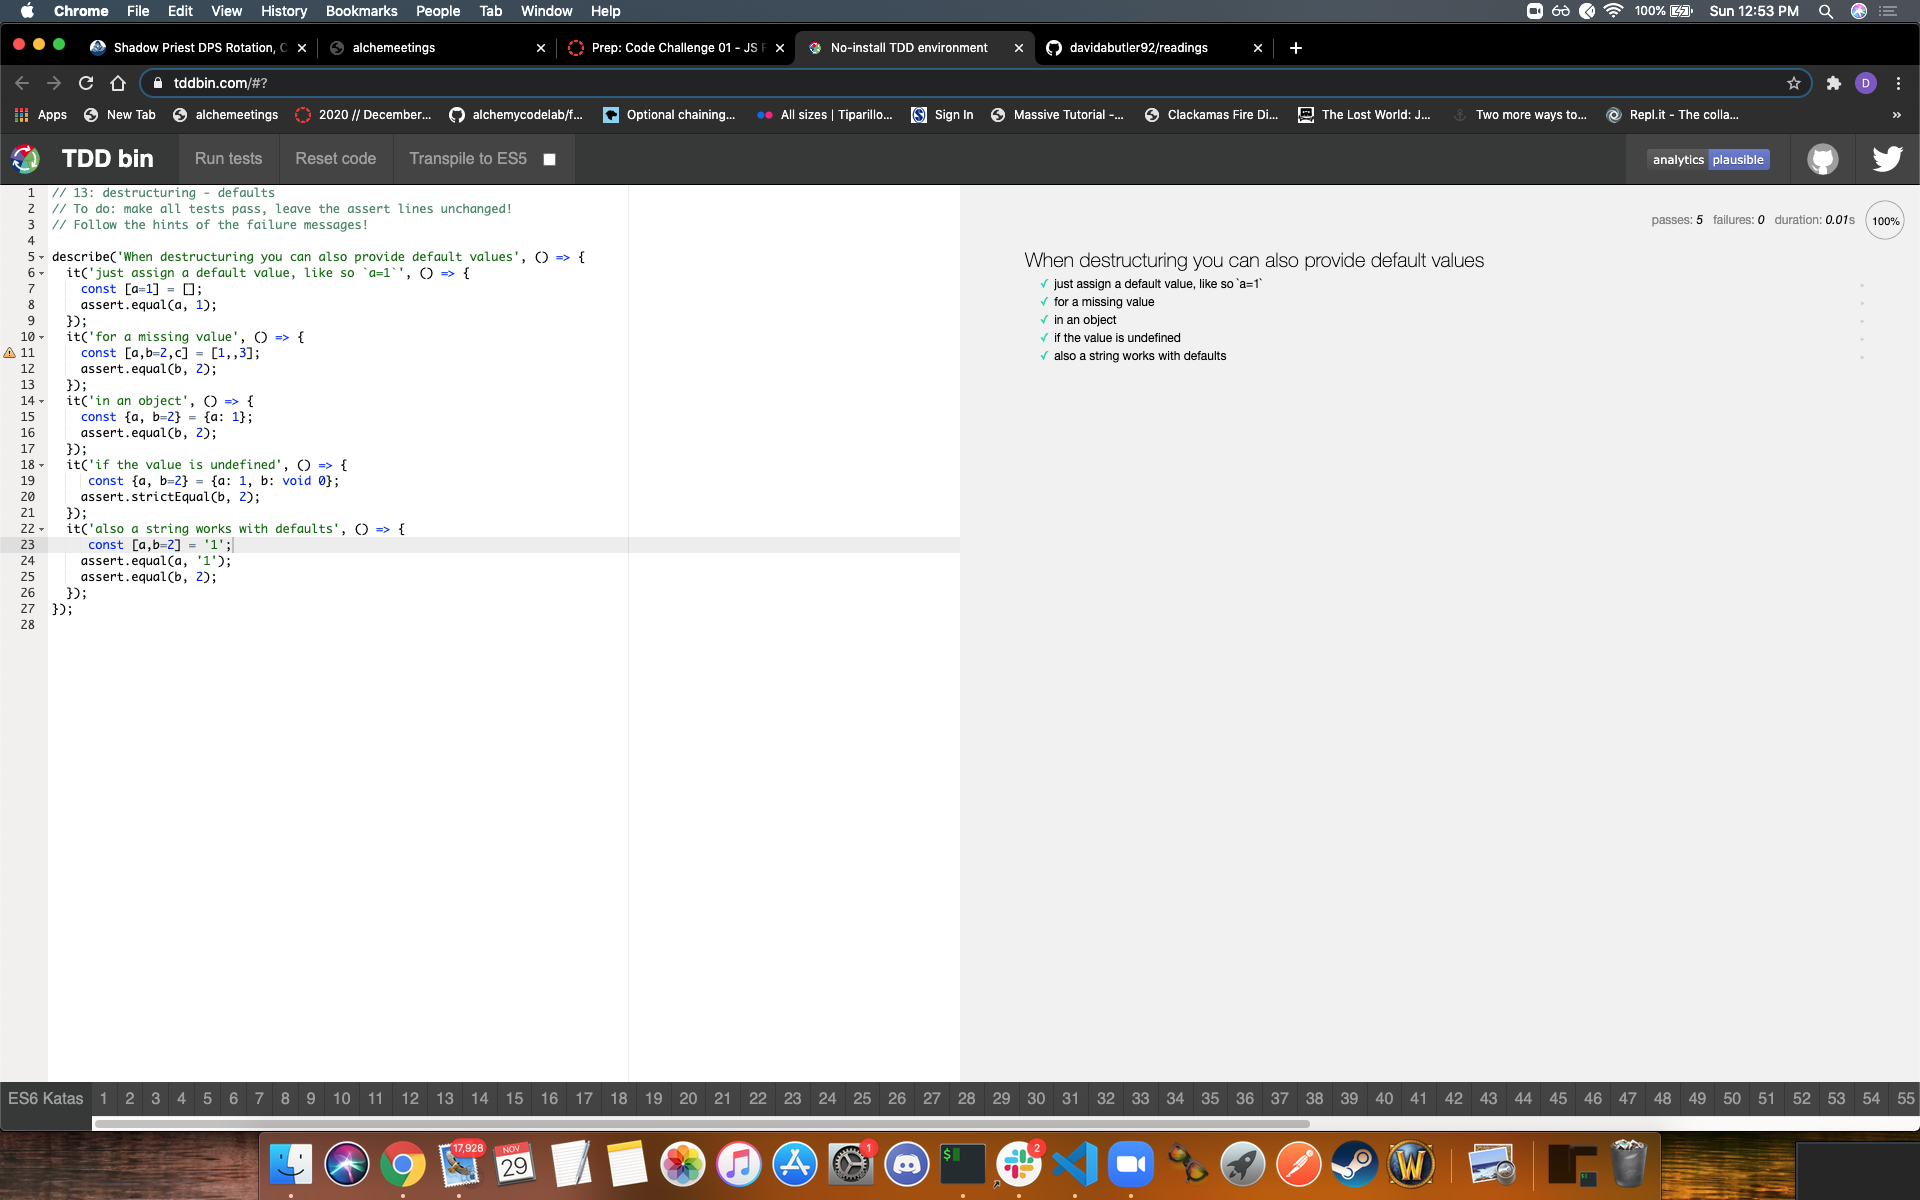 Chrome File Edit View History Bookmarks People Tab Window Help 100% Sun 12:53 PM
Shadow Priest DPS Rotation, C alchemeetings Prep: Code Challenge 01 - JS F No-install TDD environment davidabutler92/readings
tddbin.com/#? D
Apps New Tab alchemeetings 2020 // December... alchemycodelab/f... Optional chaining... All sizes | Tiparillo... Sign In Massive Tutorial -... Clackamas Fire Di... The Lost World: J... Two more ways to... Repl.it - The colla... »
TDD bin Run tests Reset code Transpile to ES5 analytics plausible
1 // 13: destructuring - defaults
2 // To do: make all tests pass, leave the assert lines unchanged!
3 // Follow the hints of the failure messages!
4
5 describe('When destructuring you can also provide default values', () => {
6 it('just assign a default value, like so `a=1`', () => {
7 const [a=1] = [];
8 assert.equal(a, 1);
9 });
10 it('for a missing value', () => {
11 const [a,b=2,c] = [1,,3];
12 assert.equal(b, 2);
13 });
14 it('in an object', () => {
15 const {a, b=2} = {a: 1};
16 assert.equal(b, 2);
17 });
18 it('if the value is undefined', () => {
19 const {a, b=2} = {a: 1, b: void 0};
20 assert.strictEqual(b, 2);
21 });
22 it('also a string works with defaults', () => {
23 const [a,b=2] = '1';
24 assert.equal(a, '1');
25 assert.equal(b, 2);
26 });
27 });
28
passes: 5 failures: 0 duration: 0.01s 100%
When destructuring you can also provide default values
✓ just assign a default value, like so `a=1`
✓ for a missing value
✓ in an object
✓ if the value is undefined
✓ also a string works with defaults
ES6 Katas 1 2 3 4 5 6 7 8 9 10 11 12 13 14 15 16 17 18 19 20 21 22 23 24 25 26 27 28 29 30 31 32 33 34 35 36 37 38 39 40 41 42 43 44 45 46 47 48 49 50 51 52 53 54 55
17,928 NOV 29 1 $ 2 W